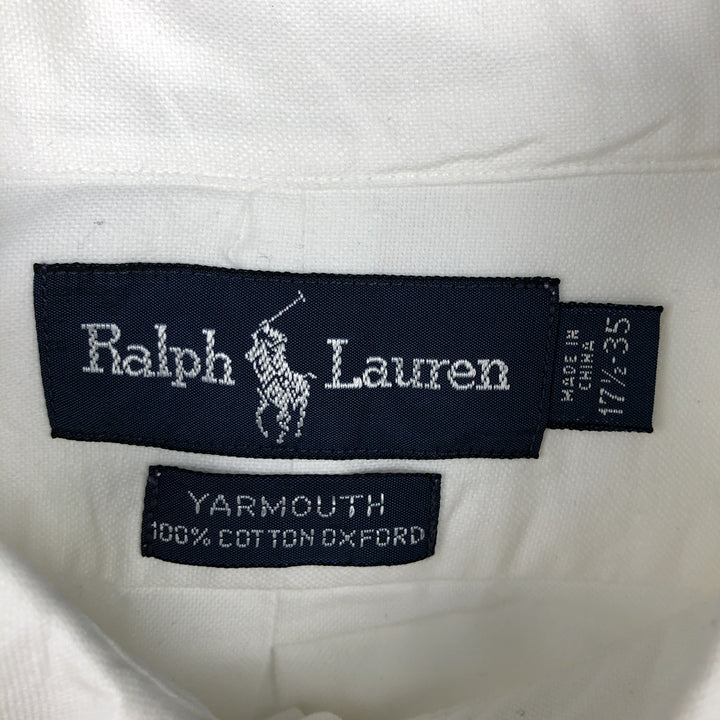 Ralph Lauren
MADE IN
CHINA
17½-35
YARMOUTH
100% COTTON OXFORD